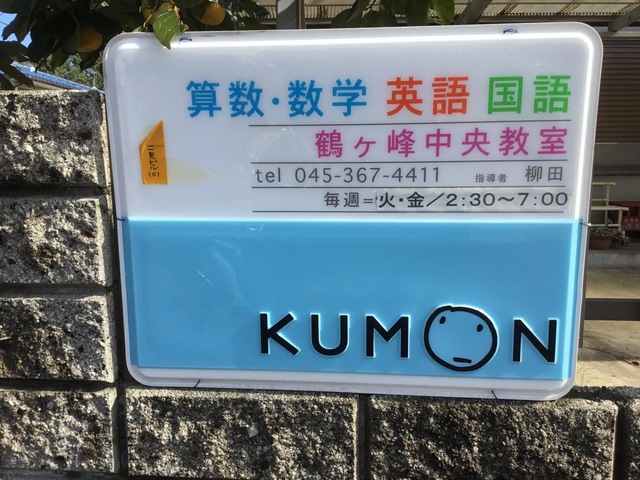 算数・数学 英語 国語
鶴ヶ峰中央教室
tel 045-367-4411 指導者 柳田
毎週=火・金/2:30〜7:00
KUMON